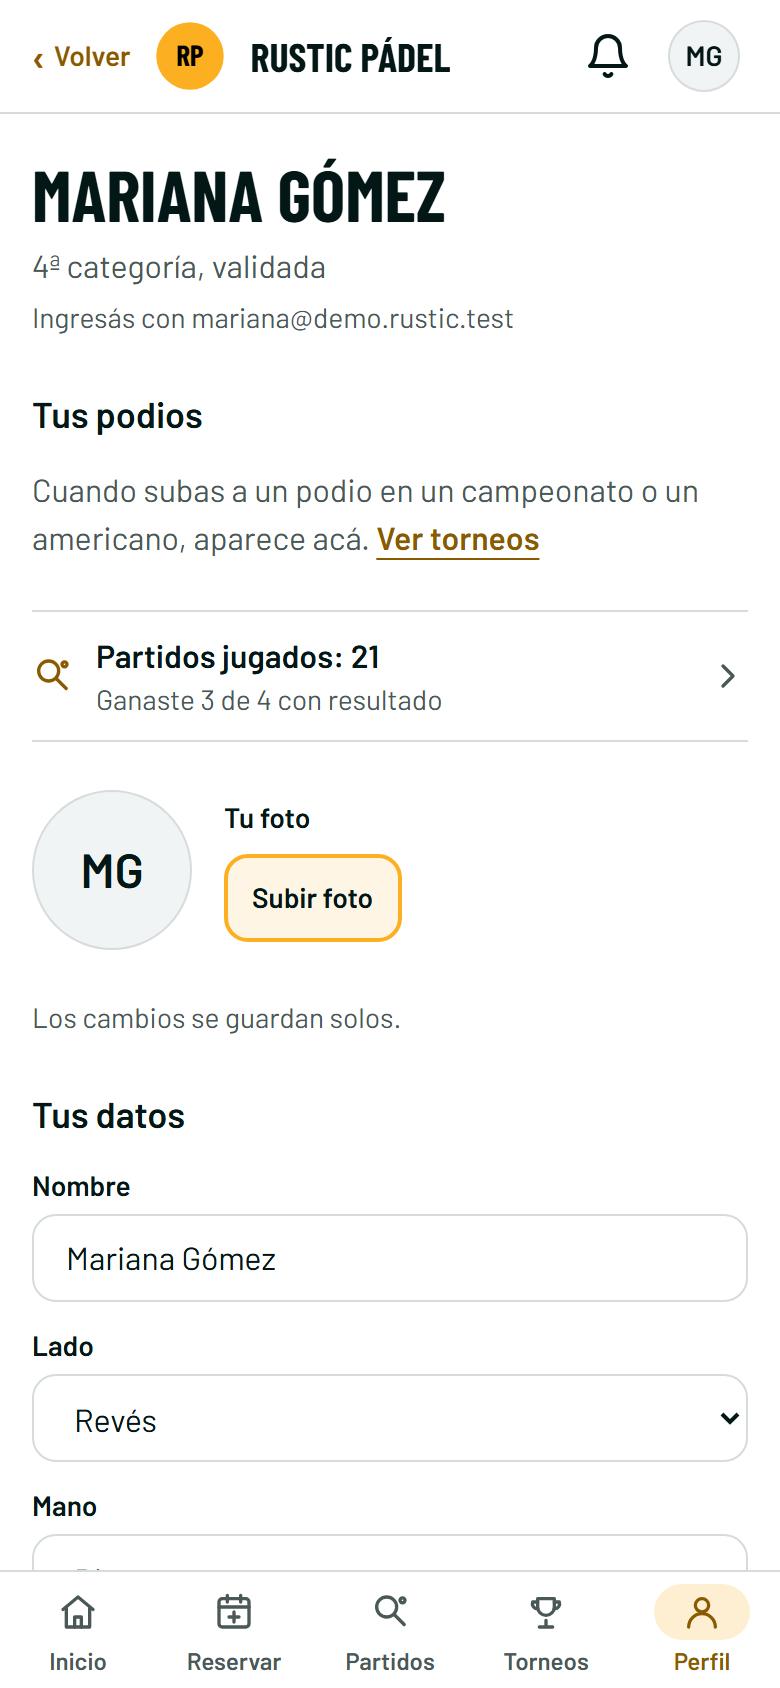 ‹ Volver RP RUSTIC PÁDEL MG
MARIANA GÓMEZ
4ª categoría, validada
Ingresás con mariana@demo.rustic.test
Tus podios
Cuando subas a un podio en un campeonato o un
americano, aparece acá. Ver torneos
Partidos jugados: 21
Ganaste 3 de 4 con resultado
MG
Tu foto
Subir foto
Los cambios se guardan solos.
Tus datos
Nombre
Mariana Gómez
Lado
Revés
Mano
Inicio Reservar Partidos Torneos Perfil